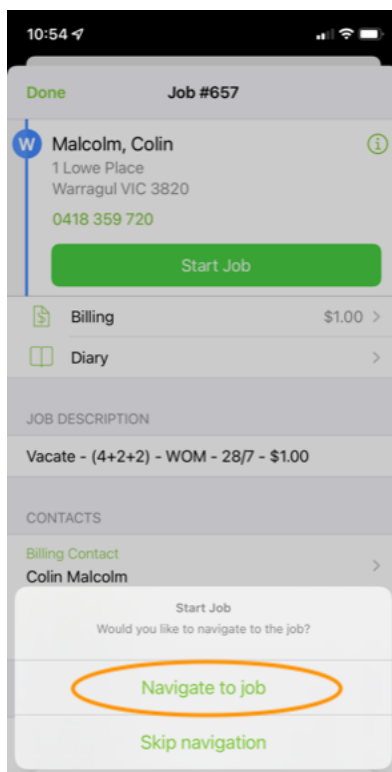 10:54
Done
Job #657
W
Malcolm, Colin
1 Lowe Place
Warragul VIC 3820
0418 359 720
Start Job
Billing
$1.00
Diary
JOB DESCRIPTION
Vacate - (4+2+2) - WOM - 28/7 - $1.00
CONTACTS
Billing Contact
Colin Malcolm
Start Job
Would you like to navigate to the job?
Navigate to job
Skip navigation